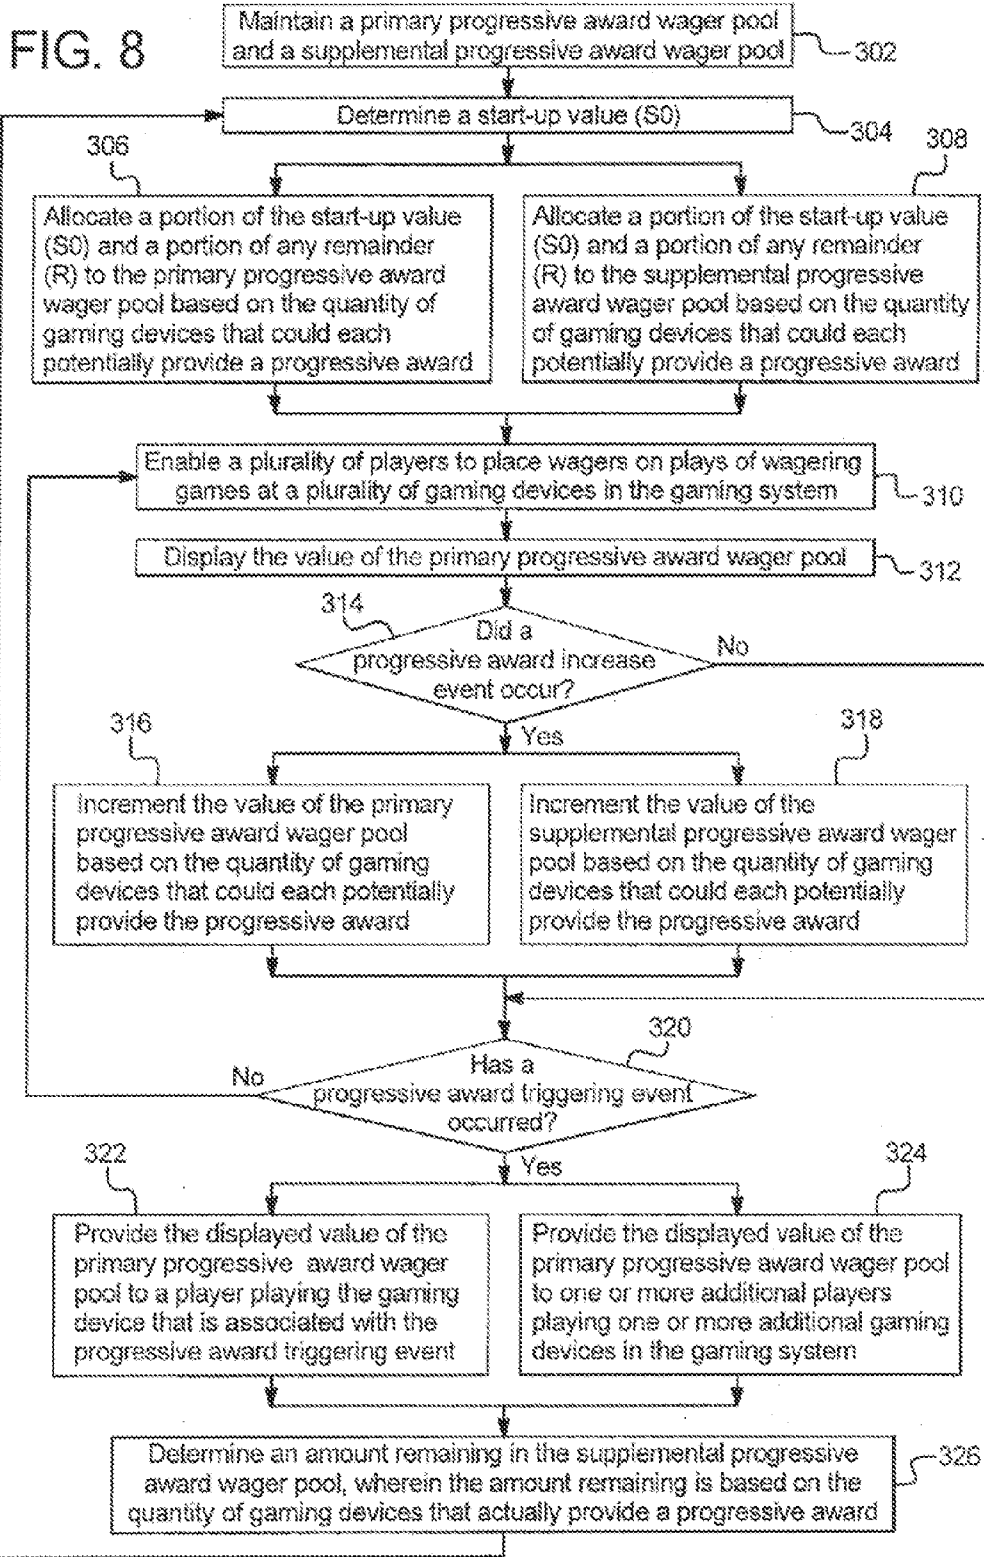 FIG. 8
Maintain a primary progressive award wager pool
and a supplemental progressive award wager pool
302
Determine a start-up value (S0)
304
306
308
Allocate a portion of the start-up value
(S0) and a portion of any remainder
(R) to the primary progressive award
wager pool based on the quantity of
gaming devices that could each
potentially provide a progressive award
Allocate a portion of the start-up value
(S0) and a portion of any remainder
(R) to the supplemental progressive
award wager pool based on the quantity
of gaming devices that could each
potentially provide a progressive award
Enable a plurality of players to place wagers on plays of wagering
games at a plurality of gaming devices in the gaming system
310
Display the value of the primary progressive award wager pool
312
314
Did a
progressive award increase
event occur?
No
Yes
316
318
Increment the value of the primary
progressive award wager pool
based on the quantity of gaming
devices that could each potentially
provide the progressive award
Increment the value of the
supplemental progressive award wager
pool based on the quantity of gaming
devices that could each potentially
provide the progressive award
320
Has a
progressive award triggering event
occurred?
No
Yes
322
324
Provide the displayed value of the
primary progressive award wager
pool to a player playing the gaming
device that is associated with the
progressive award triggering event
Provide the displayed value of the
primary progressive award wager pool
to one or more additional players
playing one or more additional gaming
devices in the gaming system
Determine an amount remaining in the supplemental progressive
award wager pool, wherein the amount remaining is based on the
quantity of gaming devices that actually provide a progressive award
326